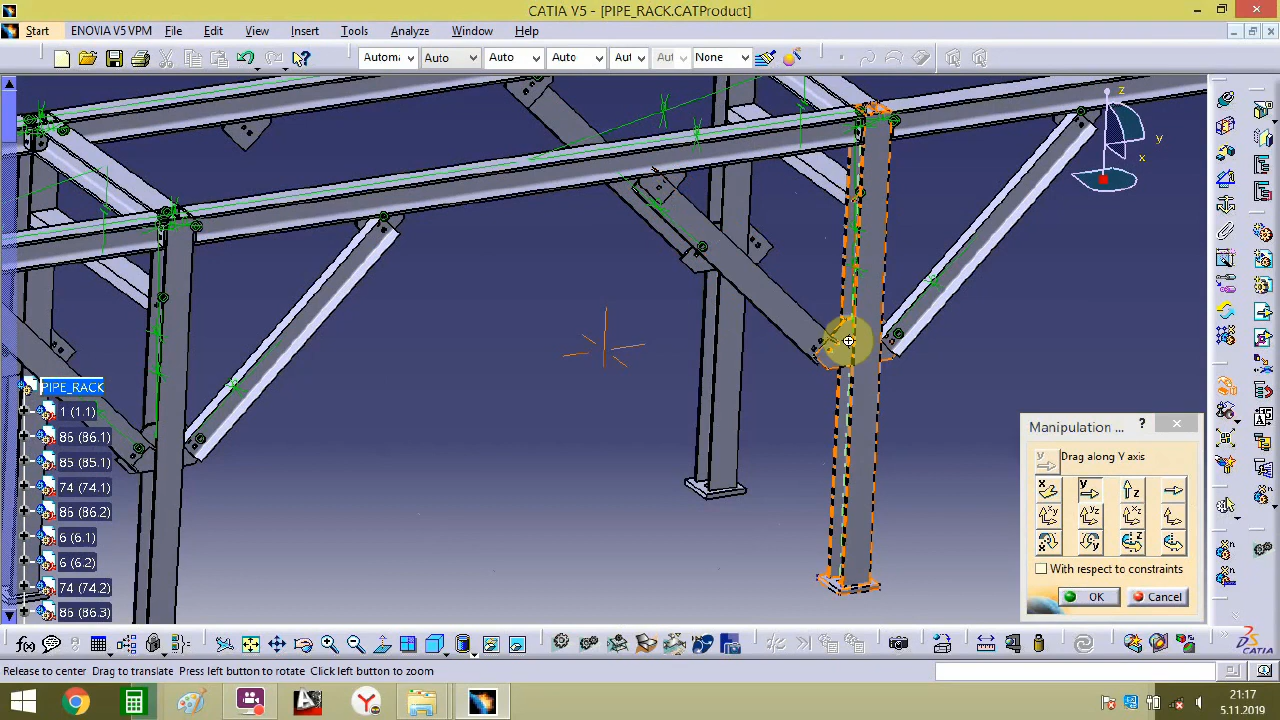 CATIA V5 - [PIPE_RACK.CATProduct]
Start ENOVIA V5 VPM File Edit View Insert Tools Analyze Window Help
Automa Auto Auto Auto Aut Aut None
z
y
x
PIPE_RACK
1 (1.1)
86 (86.1)
85 (85.1)
74 (74.1)
86 (86.2)
6 (6.1)
6 (6.2)
74 (74.2)
86 (86.3)
Manipulation ...
Drag along Y axis
With respect to constraints
OK Cancel
Release to center Drag to translate Press left button to rotate Click left button to zoom
CATIA
21:17
5.11.2019